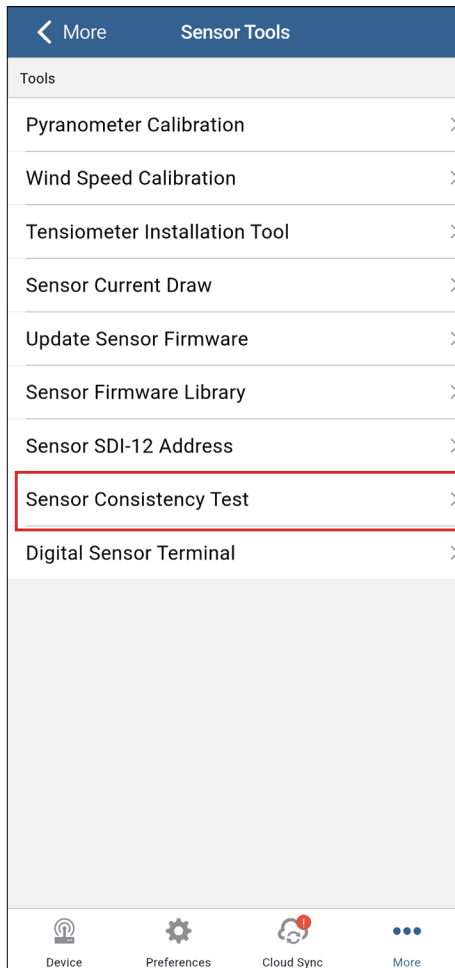 More
Sensor Tools
Tools
Pyranometer Calibration
Wind Speed Calibration
Tensiometer Installation Tool
Sensor Current Draw
Update Sensor Firmware
Sensor Firmware Library
Sensor SDI-12 Address
Sensor Consistency Test
Digital Sensor Terminal
!
Device
Preferences
Cloud Sync
More